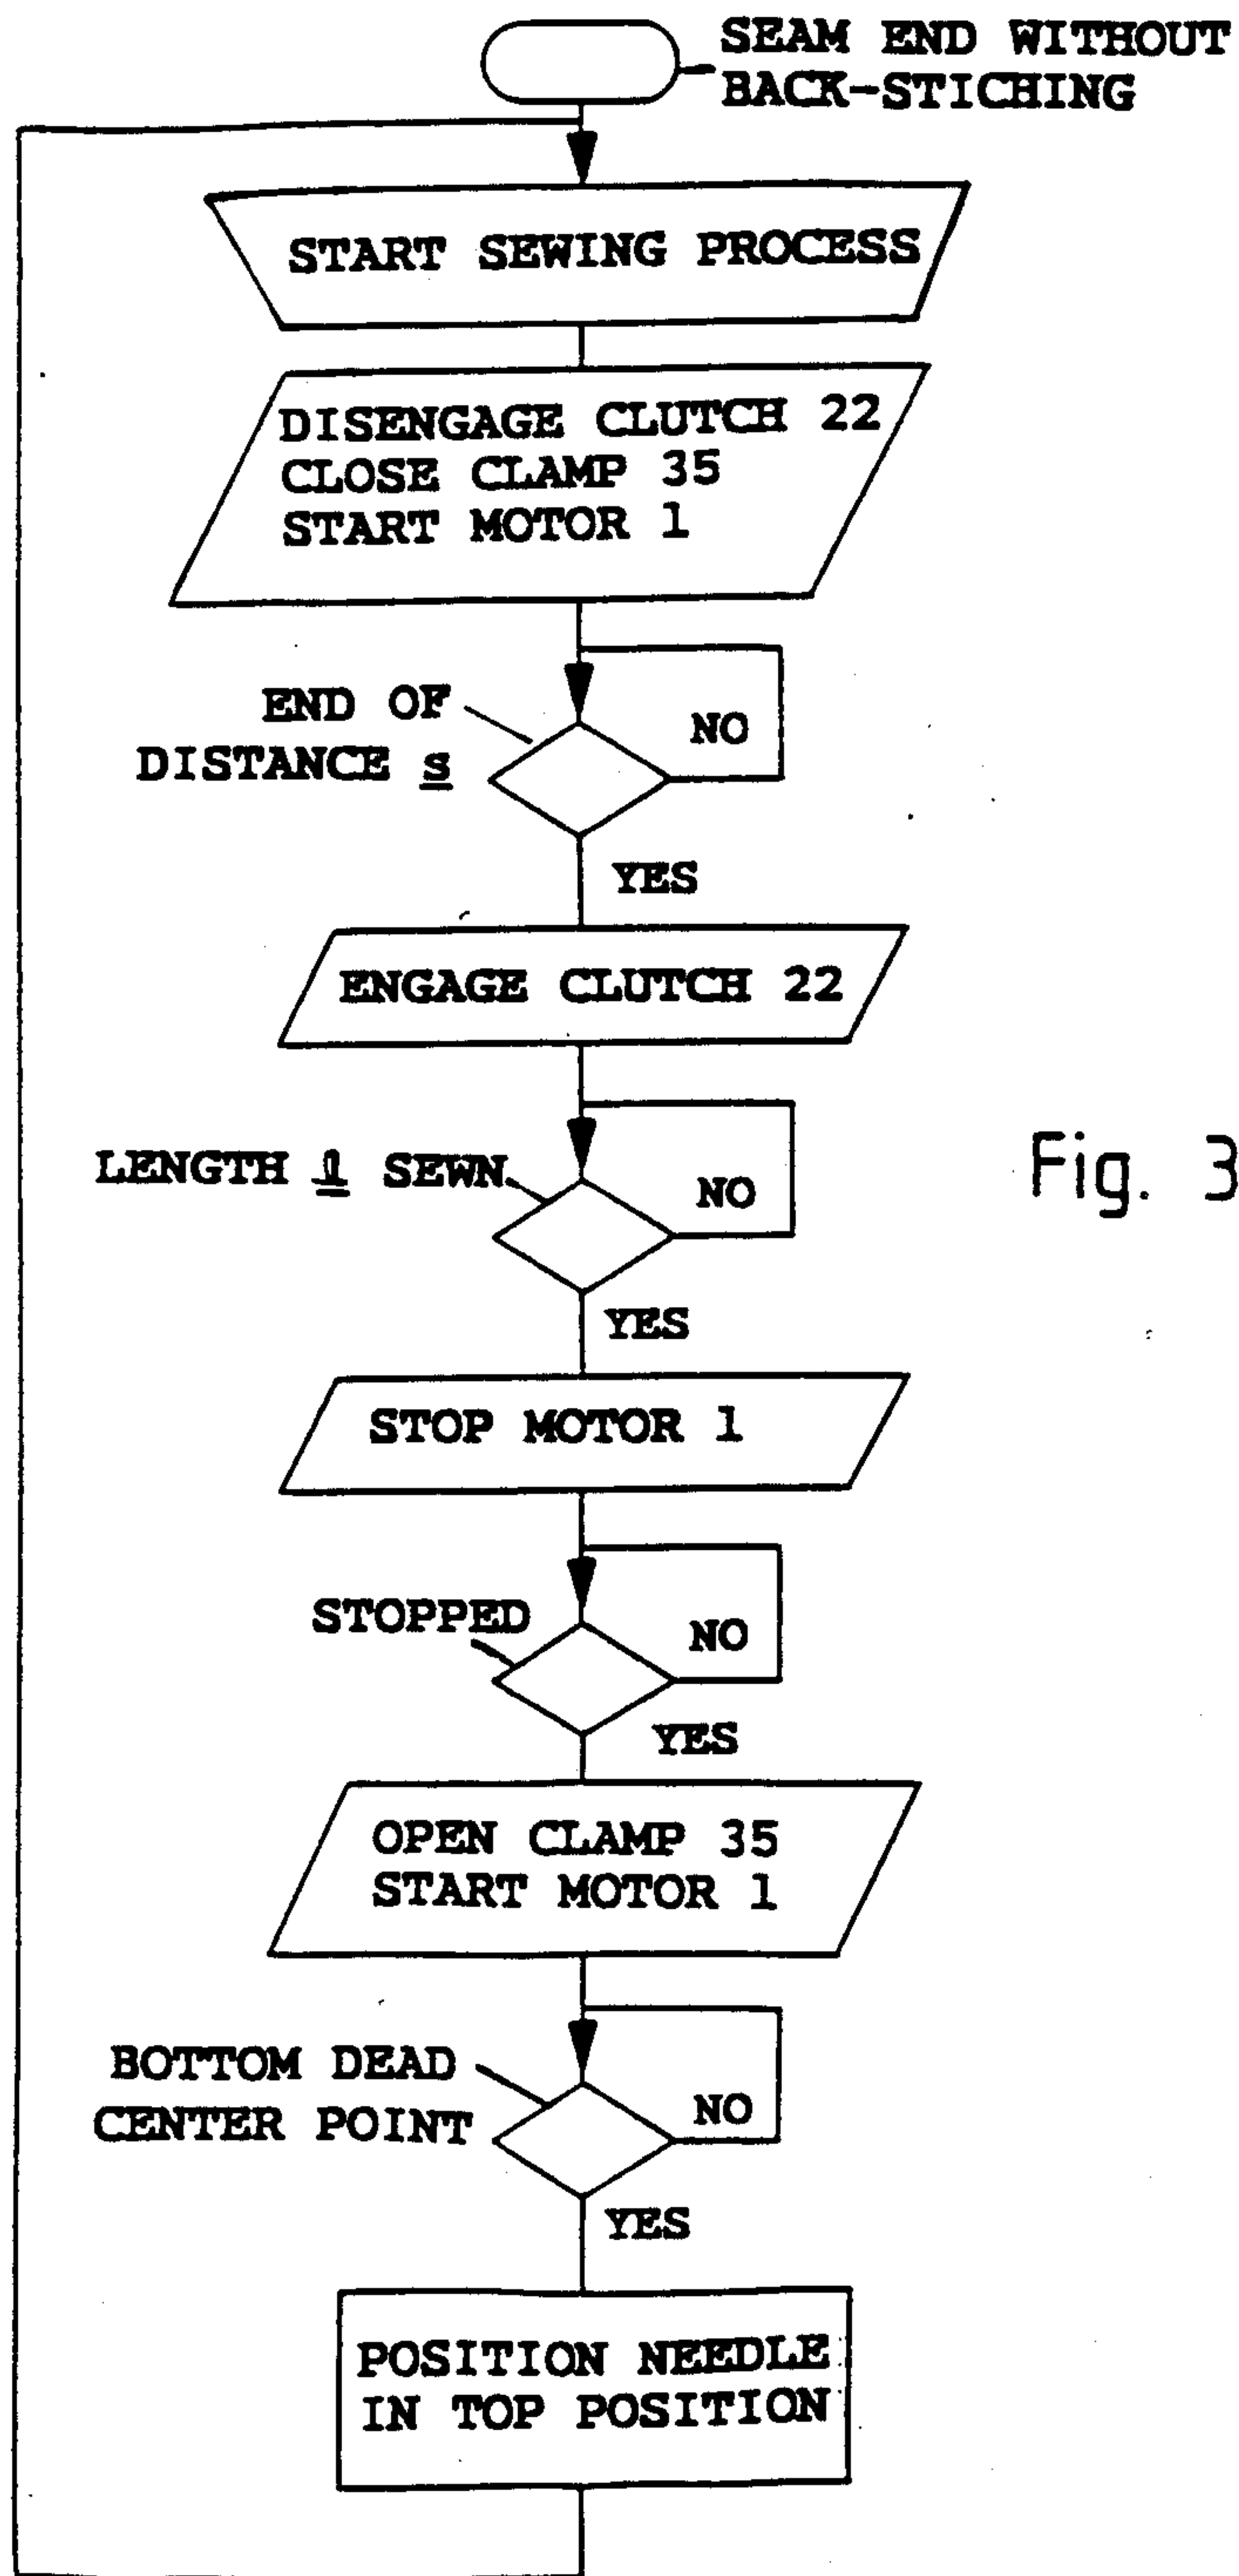 SEAM END WITHOUT
BACK-STICHING
START SEWING PROCESS
DISENGAGE CLUTCH 22
CLOSE CLAMP 35
START MOTOR 1
END OF
DISTANCE s
NO
YES
ENGAGE CLUTCH 22
LENGTH l SEWN
NO
YES
Fig. 3
STOP MOTOR 1
STOPPED
NO
YES
OPEN CLAMP 35
START MOTOR 1
BOTTOM DEAD
CENTER POINT
NO
YES
POSITION NEEDLE
IN TOP POSITION